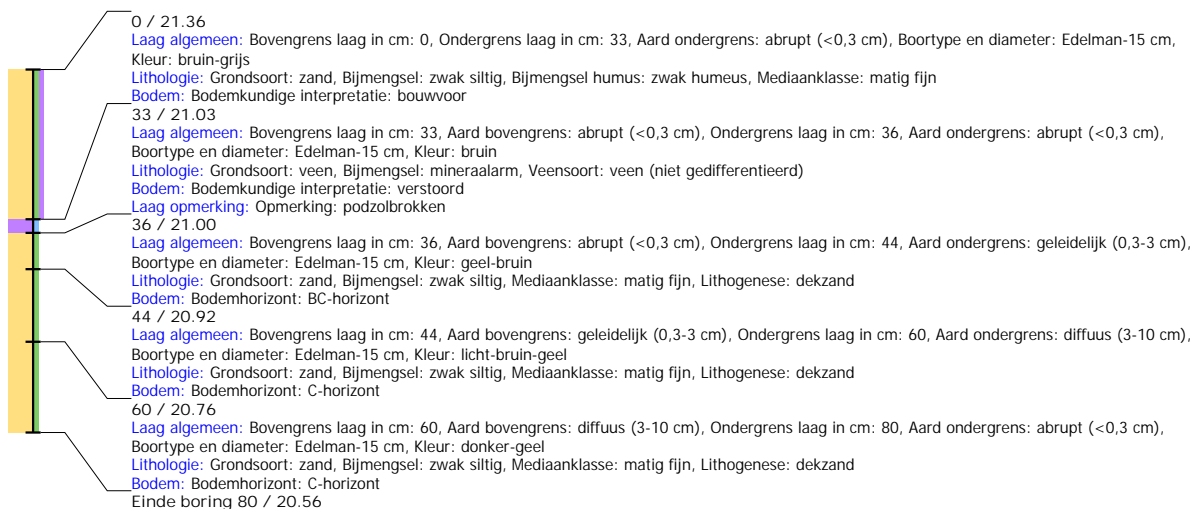 0 / 21.36
Laag algemeen: Bovengrens laag in cm: 0, Ondergrens laag in cm: 33, Aard ondergrens: abrupt (<0,3 cm), Boortype en diameter: Edelman-15 cm,
Kleur: bruin-grijs
Lithologie: Grondsoort: zand, Bijmengsel: zwak siltig, Bijmengsel humus: zwak humeus, Mediaanklasse: matig fijn
Bodem: Bodemkundige interpretatie: bouwvoor
33 / 21.03
Laag algemeen: Bovengrens laag in cm: 33, Aard bovengrens: abrupt (<0,3 cm), Ondergrens laag in cm: 36, Aard ondergrens: abrupt (<0,3 cm),
Boortype en diameter: Edelman-15 cm, Kleur: bruin
Lithologie: Grondsoort: veen, Bijmengsel: mineraalarm, Veensoort: veen (niet gedifferentieerd)
Bodem: Bodemkundige interpretatie: verstoord
Laag opmerking: Opmerking: podzolbrokken
36 / 21.00
Laag algemeen: Bovengrens laag in cm: 36, Aard bovengrens: abrupt (<0,3 cm), Ondergrens laag in cm: 44, Aard ondergrens: geleidelijk (0,3-3 cm),
Boortype en diameter: Edelman-15 cm, Kleur: geel-bruin
Lithologie: Grondsoort: zand, Bijmengsel: zwak siltig, Mediaanklasse: matig fijn, Lithogenese: dekzand
Bodem: Bodemhorizont: BC-horizont
44 / 20.92
Laag algemeen: Bovengrens laag in cm: 44, Aard bovengrens: geleidelijk (0,3-3 cm), Ondergrens laag in cm: 60, Aard ondergrens: diffuus (3-10 cm),
Boortype en diameter: Edelman-15 cm, Kleur: licht-bruin-geel
Lithologie: Grondsoort: zand, Bijmengsel: zwak siltig, Mediaanklasse: matig fijn, Lithogenese: dekzand
Bodem: Bodemhorizont: C-horizont
60 / 20.76
Laag algemeen: Bovengrens laag in cm: 60, Aard bovengrens: diffuus (3-10 cm), Ondergrens laag in cm: 80, Aard ondergrens: abrupt (<0,3 cm),
Boortype en diameter: Edelman-15 cm, Kleur: donker-geel
Lithologie: Grondsoort: zand, Bijmengsel: zwak siltig, Mediaanklasse: matig fijn, Lithogenese: dekzand
Bodem: Bodemhorizont: C-horizont
Einde boring 80 / 20.56